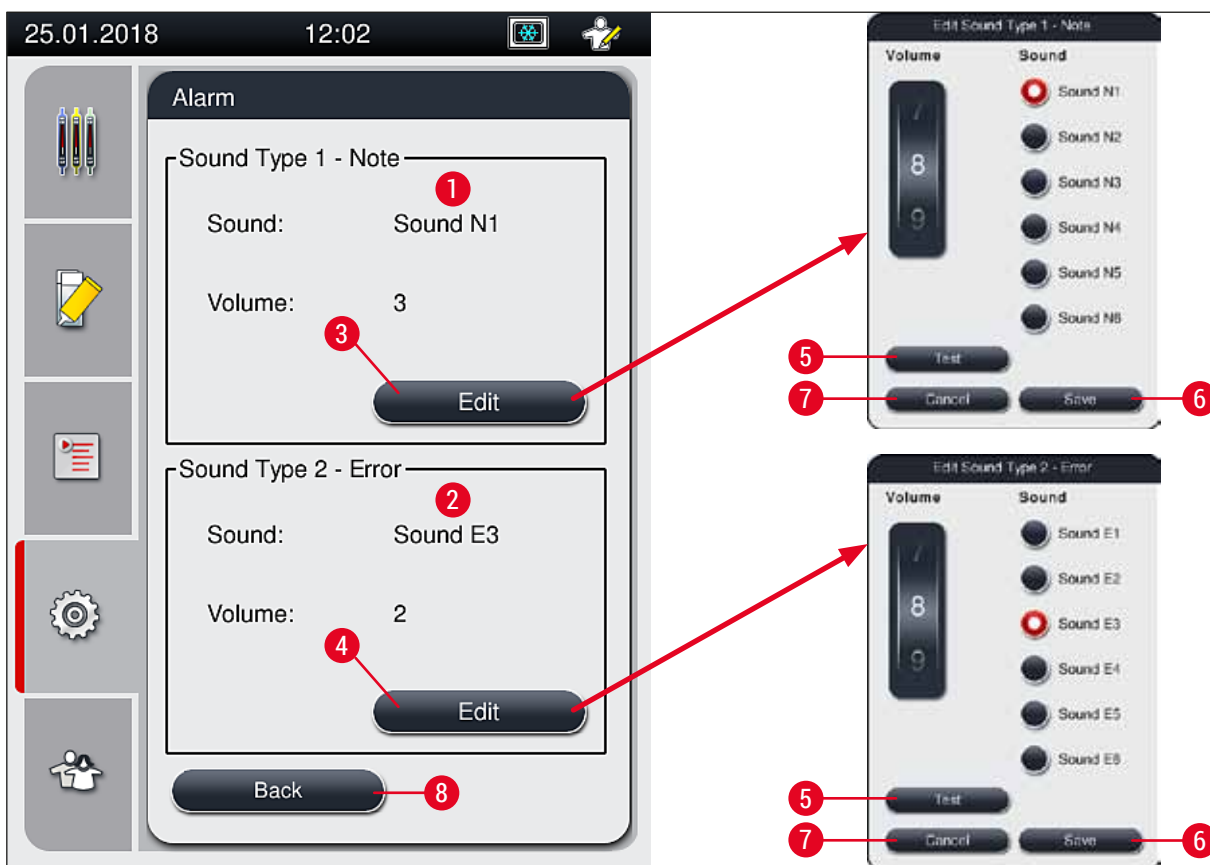 25.01.2018 12:02
Alarm
Sound Type 1 - Note
1
Sound: Sound N1
Volume: 3
3
Edit
Sound Type 2 - Error
2
Sound: Sound E3
Volume: 2
4
Edit
Back
8
Edit Sound Type 1 - Note
Volume Sound
7
8
9
Sound N1
Sound N2
Sound N3
Sound N4
Sound N5
Sound N6
5 Test
7 Cancel Save 6
Edit Sound Type 2 - Error
Volume Sound
7
8
9
Sound E1
Sound E2
Sound E3
Sound E4
Sound E5
Sound E6
5 Test
7 Cancel Save 6